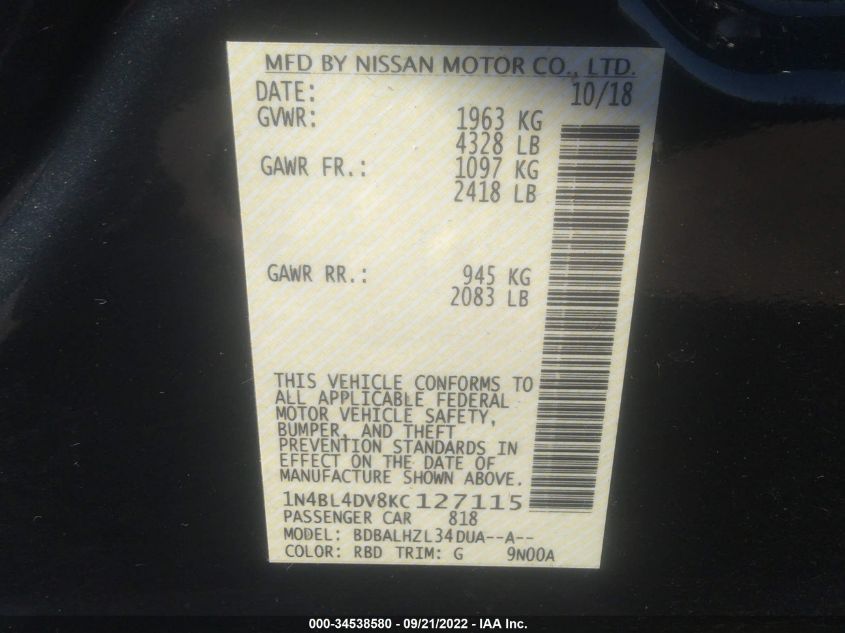 MFD BY NISSAN MOTOR CO., LTD.
DATE: 10/18
GVWR: 1963 KG
4328 LB
GAWR FR.: 1097 KG
2418 LB
GAWR RR.: 945 KG
2083 LB
THIS VEHICLE CONFORMS TO
ALL APPLICABLE FEDERAL
MOTOR VEHICLE SAFETY,
BUMPER, AND THEFT
PREVENTION STANDARDS IN
EFFECT ON THE DATE OF
MANUFACTURE SHOWN ABOVE.
1N4BL4DV8KC127115
PASSENGER CAR 818
MODEL: BDBALHZL34DUA--A--
COLOR: RBD TRIM: G 9N00A
000-34538580 - 09/21/2022 - IAA Inc.